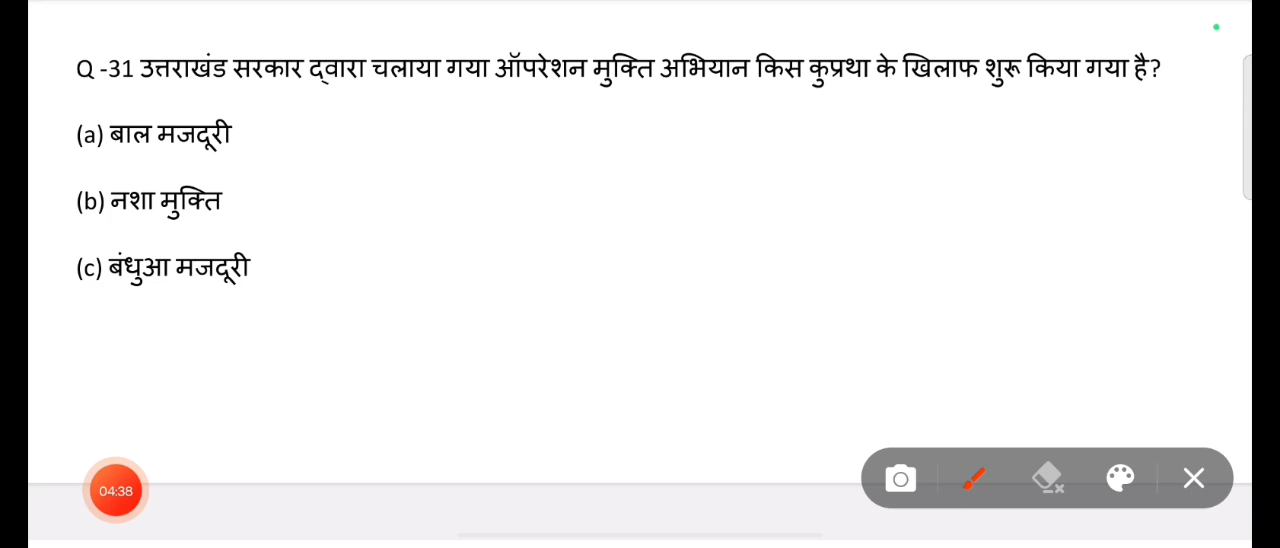 Q -31 उत्तराखंड सरकार द्वारा चलाया गया ऑपरेशन मुक्ति अभियान किस कुप्रथा के खिलाफ शुरू किया गया है?
(a) बाल मजदूरी
(b) नशा मुक्ति
(c) बंधुआ मजदूरी
04:38